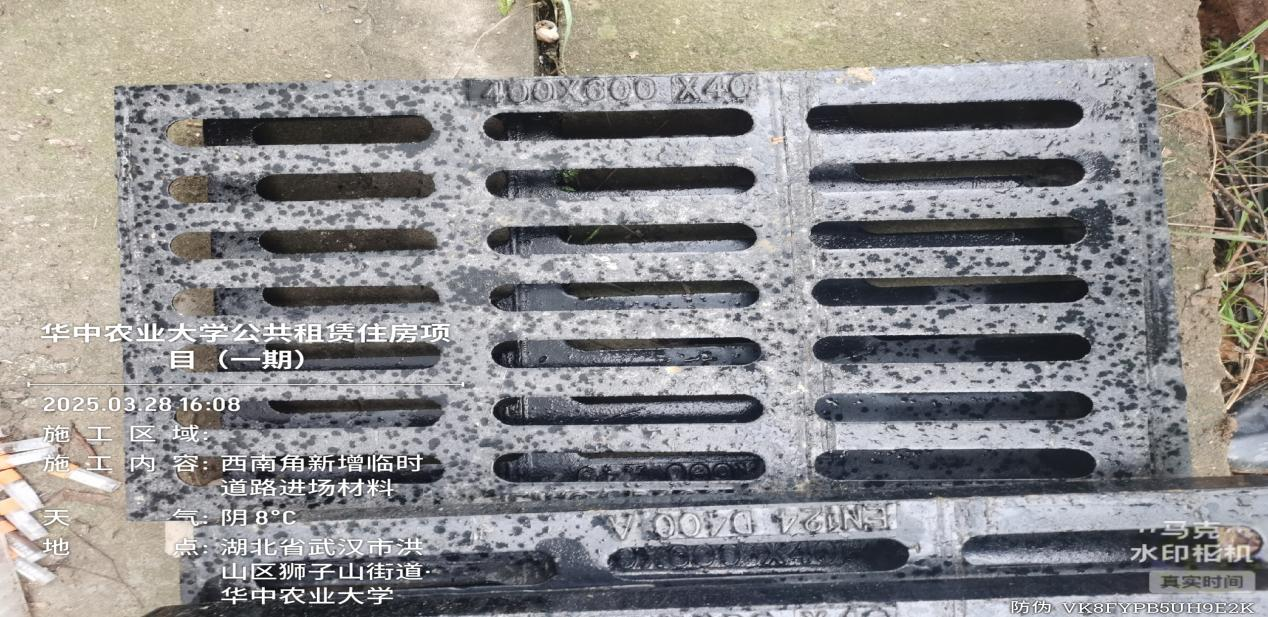 400X600 X40
华中农业大学公共租赁住房项
目（一期）
2025.03.28 16:08
施 工 区 域:
施 工 内 容: 西南角新增临时
道路进场材料
天 气: 阴 8°C
地 点: 湖北省武汉市洪
山区狮子山街道·
华中农业大学
EN124 D400 A
马克
水印相机
真实时间
防伪 VK8FYPB5UH9E2K